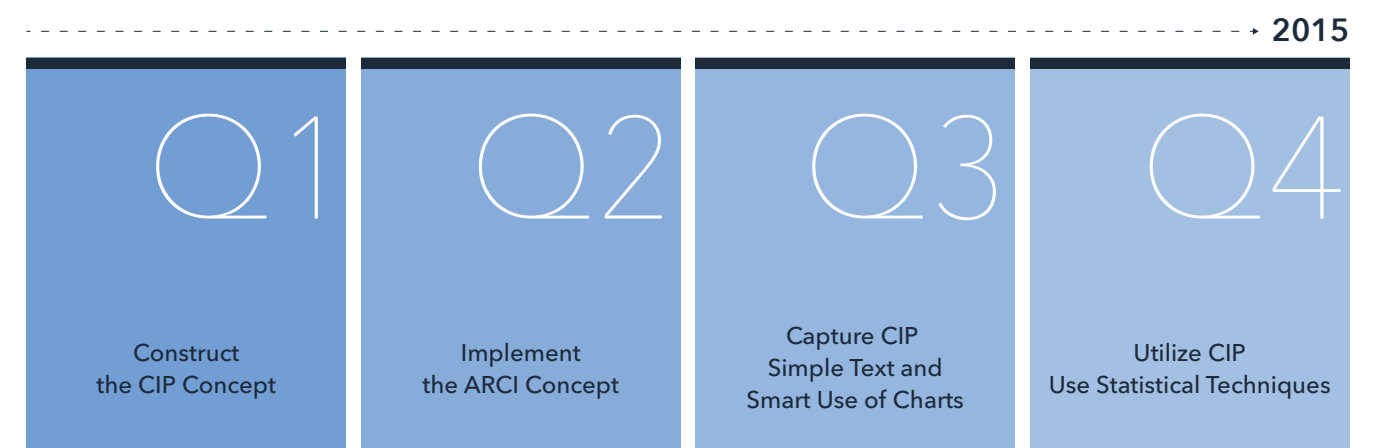 2015
Q1
Construct
the CIP Concept
Q2
Implement
the ARCI Concept
Q3
Capture CIP
Simple Text and
Smart Use of Charts
Q4
Utilize CIP
Use Statistical Techniques